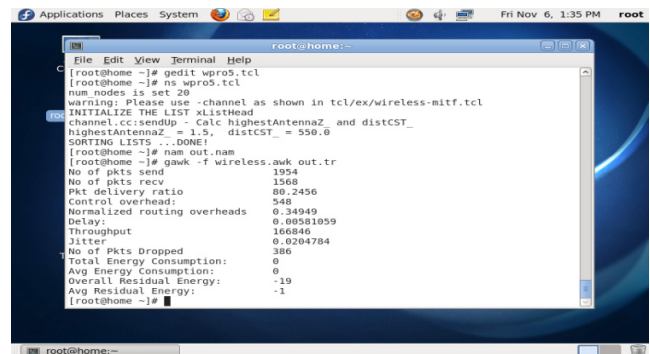 Applications Places System Fri Nov 6, 1:35 PM root
root@home:~
File Edit View Terminal Help
[root@home ~]# gedit wpro5.tcl
[root@home ~]# ns wpro5.tcl
num_nodes is set 20
warning: Please use -channel as shown in tcl/ex/wireless-mitf.tcl
INITIALIZE THE LIST xListHead
channel.cc:sendUp - Calc highestAntennaZ_ and distCST_
highestAntennaZ_ = 1.5, distCST_ = 550.0
SORTING LISTS ...DONE!
[root@home ~]# nam out.nam
[root@home ~]# gawk -f wireless.awk out.tr
No of pkts send 1954
No of pkts recv 1568
Pkt delivery ratio 80.2456
Control overhead: 548
Normalized routing overheads 0.34949
Delay: 0.00581059
Throughput 166846
Jitter 0.0204784
No of Pkts Dropped 386
Total Energy Consumption: 0
Avg Energy Consumption: 0
Overall Residual Energy: -19
Avg Residual Energy: -1
[root@home ~]#
root@home:~